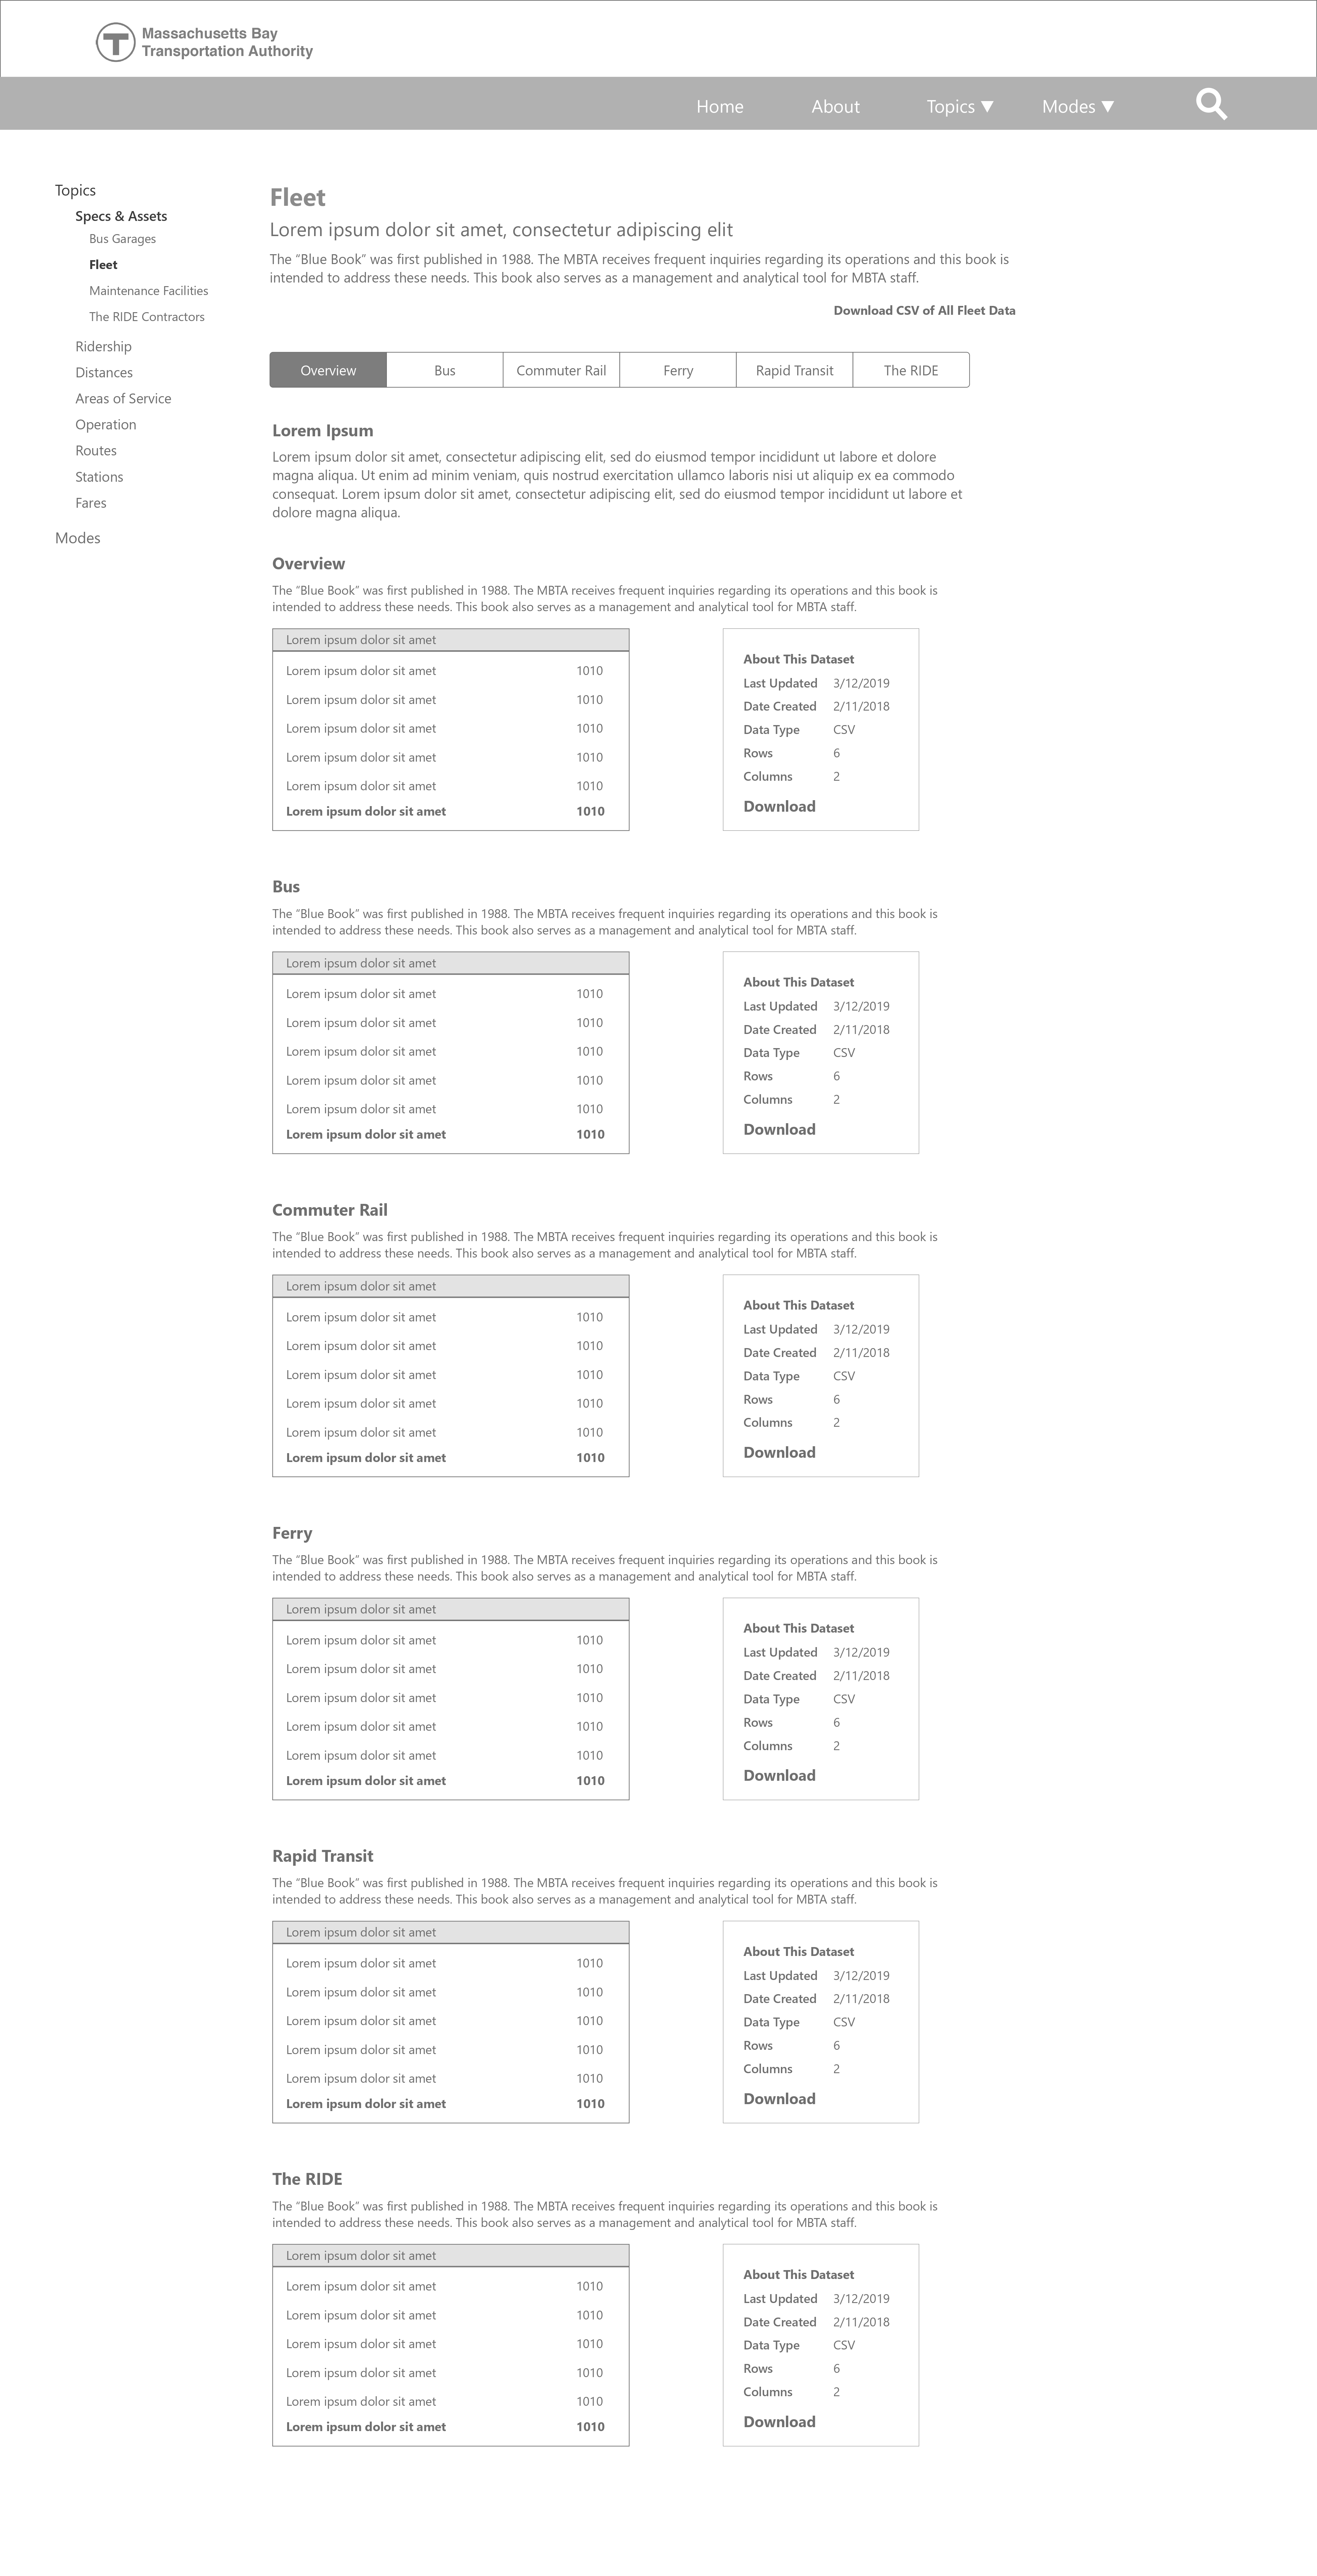 Massachusetts Bay
Transportation Authority
Home About Topics ▼ Modes ▼
Topics
Specs & Assets
Bus Garages
Fleet
Maintenance Facilities
The RIDE Contractors
Ridership
Distances
Areas of Service
Operation
Routes
Stations
Fares
Modes
Fleet
Lorem ipsum dolor sit amet, consectetur adipiscing elit
The “Blue Book” was first published in 1988. The MBTA receives frequent inquiries regarding its operations and this book is
intended to address these needs. This book also serves as a management and analytical tool for MBTA staff.
Download CSV of All Fleet Data
Overview Bus Commuter Rail Ferry Rapid Transit The RIDE
Lorem Ipsum
Lorem ipsum dolor sit amet, consectetur adipiscing elit, sed do eiusmod tempor incididunt ut labore et dolore
magna aliqua. Ut enim ad minim veniam, quis nostrud exercitation ullamco laboris nisi ut aliquip ex ea commodo
consequat. Lorem ipsum dolor sit amet, consectetur adipiscing elit, sed do eiusmod tempor incididunt ut labore et
dolore magna aliqua.
Overview
The “Blue Book” was first published in 1988. The MBTA receives frequent inquiries regarding its operations and this book is
intended to address these needs. This book also serves as a management and analytical tool for MBTA staff.
Lorem ipsum dolor sit amet
Lorem ipsum dolor sit amet 1010
Lorem ipsum dolor sit amet 1010
Lorem ipsum dolor sit amet 1010
Lorem ipsum dolor sit amet 1010
Lorem ipsum dolor sit amet 1010
Lorem ipsum dolor sit amet 1010
About This Dataset
Last Updated 3/12/2019
Date Created 2/11/2018
Data Type CSV
Rows 6
Columns 2
Download
Bus
The “Blue Book” was first published in 1988. The MBTA receives frequent inquiries regarding its operations and this book is
intended to address these needs. This book also serves as a management and analytical tool for MBTA staff.
Lorem ipsum dolor sit amet
Lorem ipsum dolor sit amet 1010
Lorem ipsum dolor sit amet 1010
Lorem ipsum dolor sit amet 1010
Lorem ipsum dolor sit amet 1010
Lorem ipsum dolor sit amet 1010
Lorem ipsum dolor sit amet 1010
About This Dataset
Last Updated 3/12/2019
Date Created 2/11/2018
Data Type CSV
Rows 6
Columns 2
Download
Commuter Rail
The “Blue Book” was first published in 1988. The MBTA receives frequent inquiries regarding its operations and this book is
intended to address these needs. This book also serves as a management and analytical tool for MBTA staff.
Lorem ipsum dolor sit amet
Lorem ipsum dolor sit amet 1010
Lorem ipsum dolor sit amet 1010
Lorem ipsum dolor sit amet 1010
Lorem ipsum dolor sit amet 1010
Lorem ipsum dolor sit amet 1010
Lorem ipsum dolor sit amet 1010
About This Dataset
Last Updated 3/12/2019
Date Created 2/11/2018
Data Type CSV
Rows 6
Columns 2
Download
Ferry
The “Blue Book” was first published in 1988. The MBTA receives frequent inquiries regarding its operations and this book is
intended to address these needs. This book also serves as a management and analytical tool for MBTA staff.
Lorem ipsum dolor sit amet
Lorem ipsum dolor sit amet 1010
Lorem ipsum dolor sit amet 1010
Lorem ipsum dolor sit amet 1010
Lorem ipsum dolor sit amet 1010
Lorem ipsum dolor sit amet 1010
Lorem ipsum dolor sit amet 1010
About This Dataset
Last Updated 3/12/2019
Date Created 2/11/2018
Data Type CSV
Rows 6
Columns 2
Download
Rapid Transit
The “Blue Book” was first published in 1988. The MBTA receives frequent inquiries regarding its operations and this book is
intended to address these needs. This book also serves as a management and analytical tool for MBTA staff.
Lorem ipsum dolor sit amet
Lorem ipsum dolor sit amet 1010
Lorem ipsum dolor sit amet 1010
Lorem ipsum dolor sit amet 1010
Lorem ipsum dolor sit amet 1010
Lorem ipsum dolor sit amet 1010
Lorem ipsum dolor sit amet 1010
About This Dataset
Last Updated 3/12/2019
Date Created 2/11/2018
Data Type CSV
Rows 6
Columns 2
Download
The RIDE
The “Blue Book” was first published in 1988. The MBTA receives frequent inquiries regarding its operations and this book is
intended to address these needs. This book also serves as a management and analytical tool for MBTA staff.
Lorem ipsum dolor sit amet
Lorem ipsum dolor sit amet 1010
Lorem ipsum dolor sit amet 1010
Lorem ipsum dolor sit amet 1010
Lorem ipsum dolor sit amet 1010
Lorem ipsum dolor sit amet 1010
Lorem ipsum dolor sit amet 1010
About This Dataset
Last Updated 3/12/2019
Date Created 2/11/2018
Data Type CSV
Rows 6
Columns 2
Download